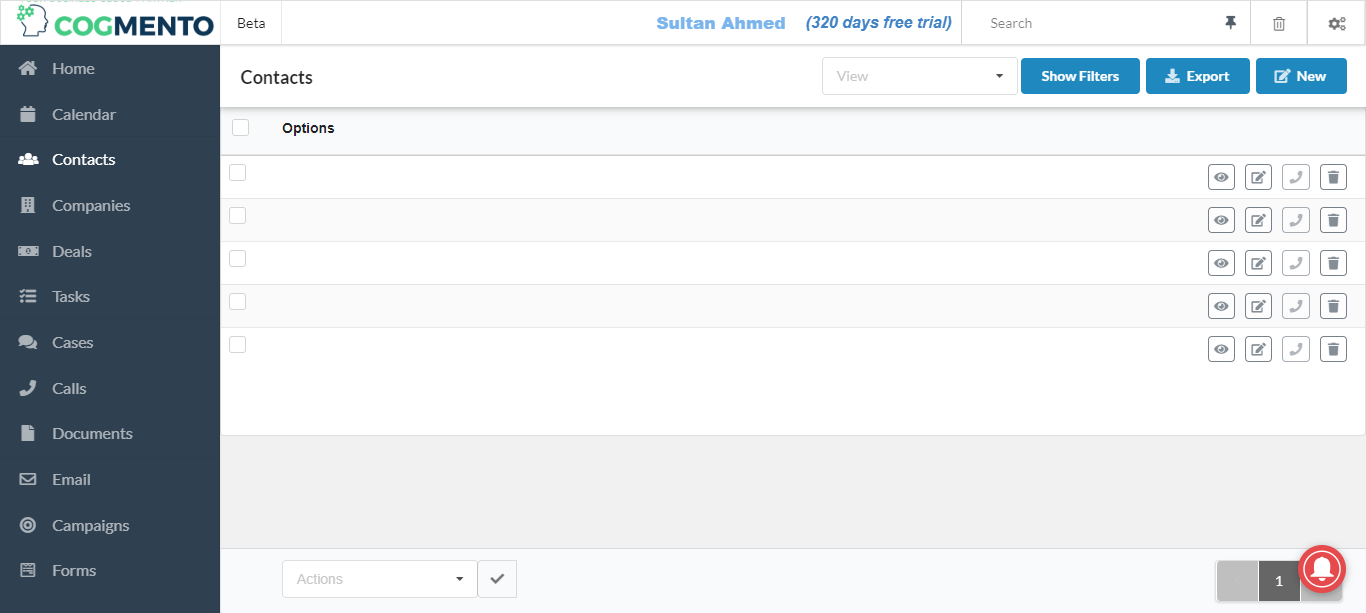 COGMENTO
Beta
Sultan Ahmed (320 days free trial)
Search
Home
Calendar
Contacts
Companies
Deals
Tasks
Cases
Calls
Documents
Email
Campaigns
Forms
Contacts
View
Show Filters
Export
New
Options
Actions
1